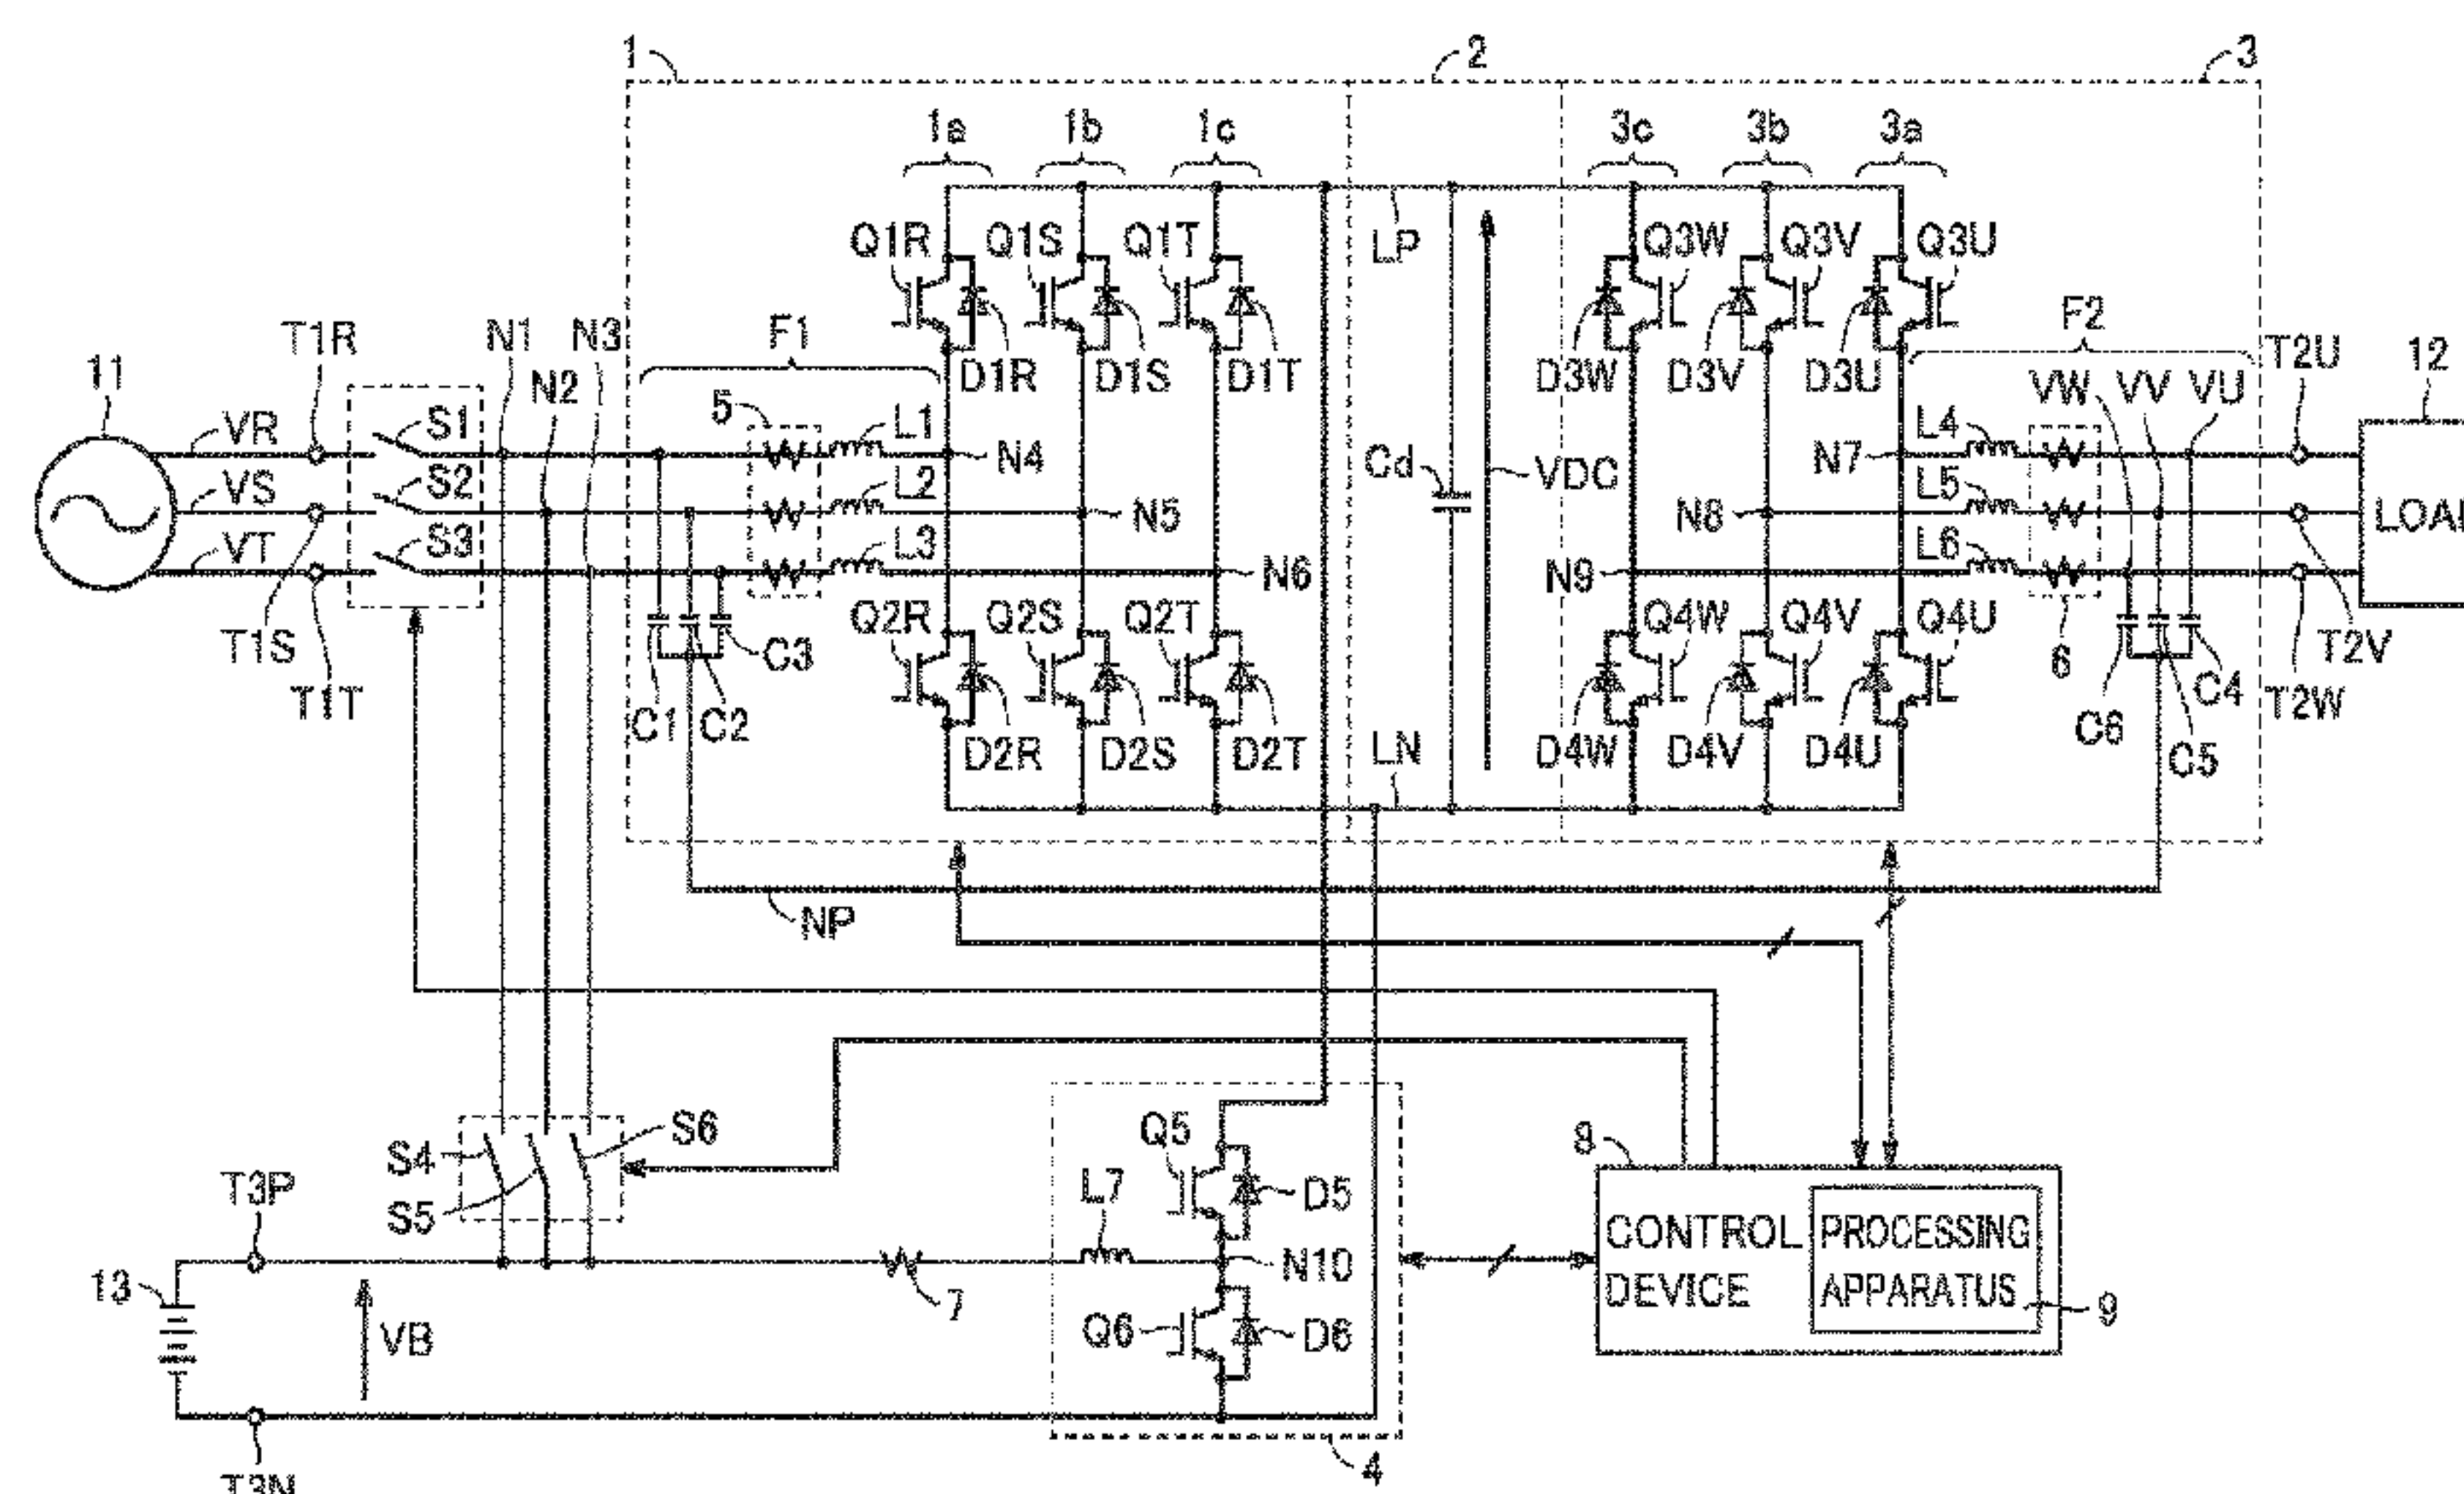 1
2
3
1a
1b
1c
3c
3b
3a
Q1R
Q1S
Q1T
LP
Q3W
Q3V
Q3U
T1R
N1
N3
F1
D1R
D1S
D1T
D3W
D3V
D3U
F2
T2U
12
11
N2
5
VW
VV
VU
VR
S1
L1
N4
Cd
VDC
N7
L4
VS
S2
L2
N5
N8
L5
VT
S3
L3
N6
N9
L6
T1S
T1T
C1
C2
C3
Q2R
Q2S
Q2T
Q4W
Q4V
Q4U
6
T2V
T2W
C4
C6
C5
D2R
D2S
D2T
LN
D4W
D4V
D4U
NP
S4
S6
S5
T3P
Q5
L7
D5
8
CONTROL
DEVICE
PROCESSING
APPARATUS
9
13
VB
7
N10
Q6
D6
T3N
4